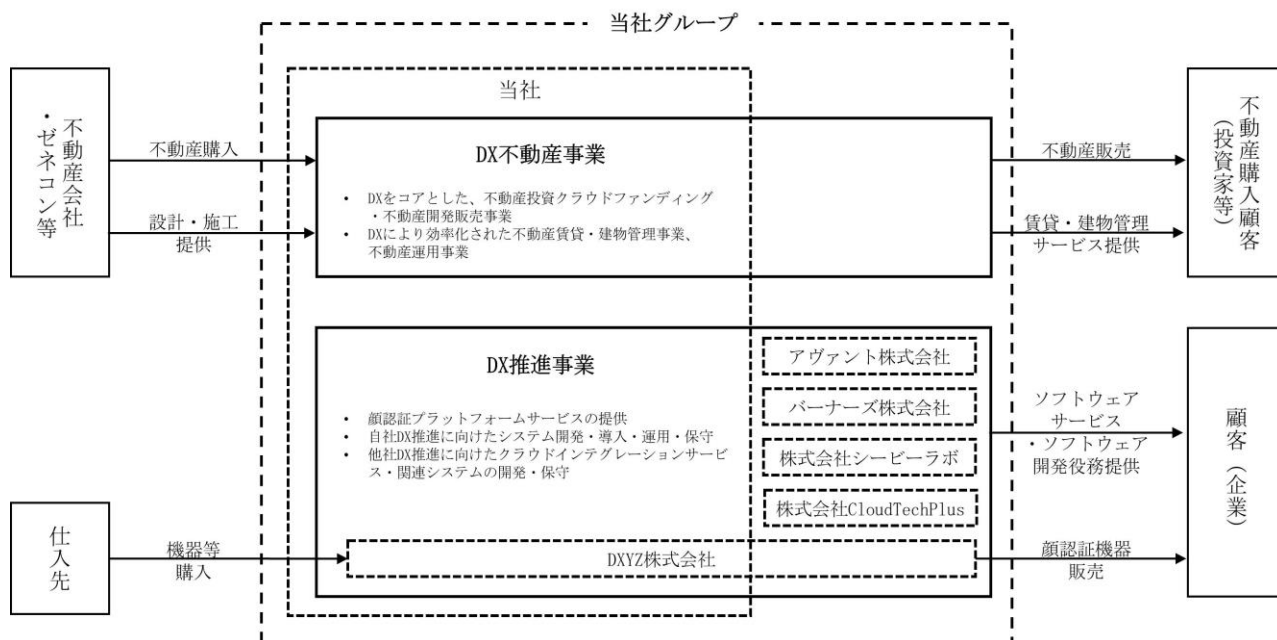 当社グループ
当社
不動産会社
・ゼネコン等
不動産購入
設計・施工
提供
DX不動産事業
• DXをコアとした、不動産投資クラウドファンディング
・不動産開発販売事業
• DXにより効率化された不動産賃貸・建物管理事業、
不動産運用事業
不動産販売
賃貸・建物管理
サービス提供
不動産購入顧客
(投資家等)
DX推進事業
• 顔認証プラットフォームサービスの提供
• 自社DX推進に向けたシステム開発・導入・運用・保守
• 他社DX推進に向けたクラウドインテグレーションサービ
ス・関連システムの開発・保守
アヴァント株式会社
バーナーズ株式会社
株式会社シービーラボ
株式会社CloudTechPlus
ソフトウェア
サービス
・ソフトウェア
開発役務提供
顧客(企業)
仕入先
機器等
購入
DXYZ株式会社
顔認証機器
販売